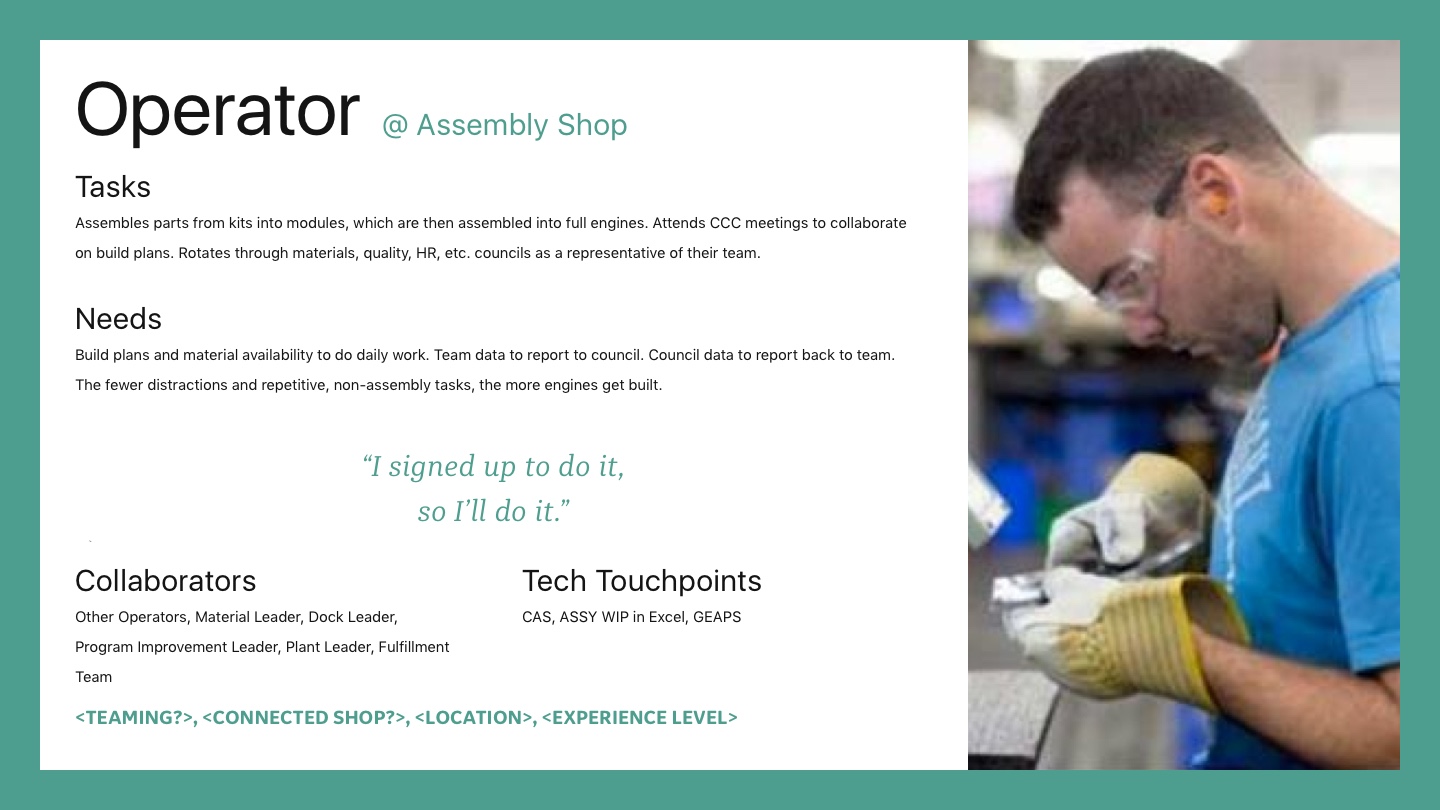 Operator @ Assembly Shop
Tasks
Assembles parts from kits into modules, which are then assembled into full engines. Attends CCC meetings to collaborate
on build plans. Rotates through materials, quality, HR, etc. councils as a representative of their team.
Needs
Build plans and material availability to do daily work. Team data to report to council. Council data to report back to team.
The fewer distractions and repetitive, non-assembly tasks, the more engines get built.
“I signed up to do it,
so I’ll do it.”
Collaborators
Other Operators, Material Leader, Dock Leader,
Program Improvement Leader, Plant Leader, Fulfillment
Team
Tech Touchpoints
CAS, ASSY WIP in Excel, GEAPS
<TEAMING?>, <CONNECTED SHOP?>, <LOCATION>, <EXPERIENCE LEVEL>